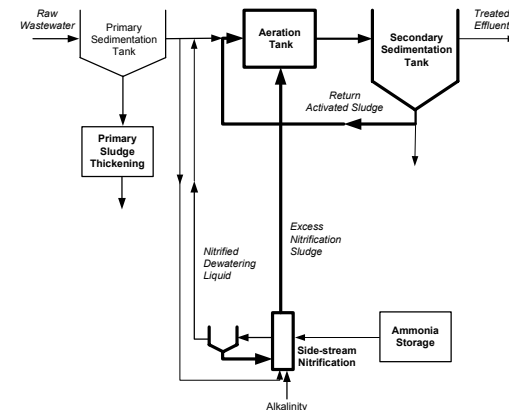 Raw
Wastewater
Primary
Sedimentation
Tank
Aeration
Tank
Secondary
Sedimentation
Tank
Treated
Effluent
Return
Activated Sludge
Primary
Sludge
Thickening
Nitrified
Dewatering
Liquid
Excess
Nitrification
Sludge
Ammonia
Storage
Side-stream
Nitrification
Alkalinity